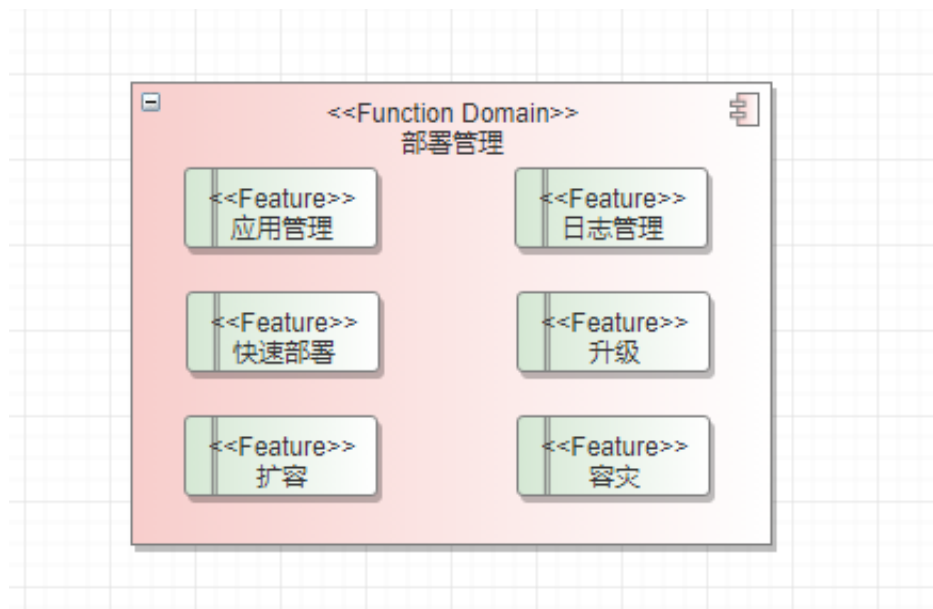 <<Function Domain>>
部署管理
<<Feature>>
应用管理
<<Feature>>
日志管理
<<Feature>>
快速部署
<<Feature>>
升级
<<Feature>>
扩容
<<Feature>>
容灾